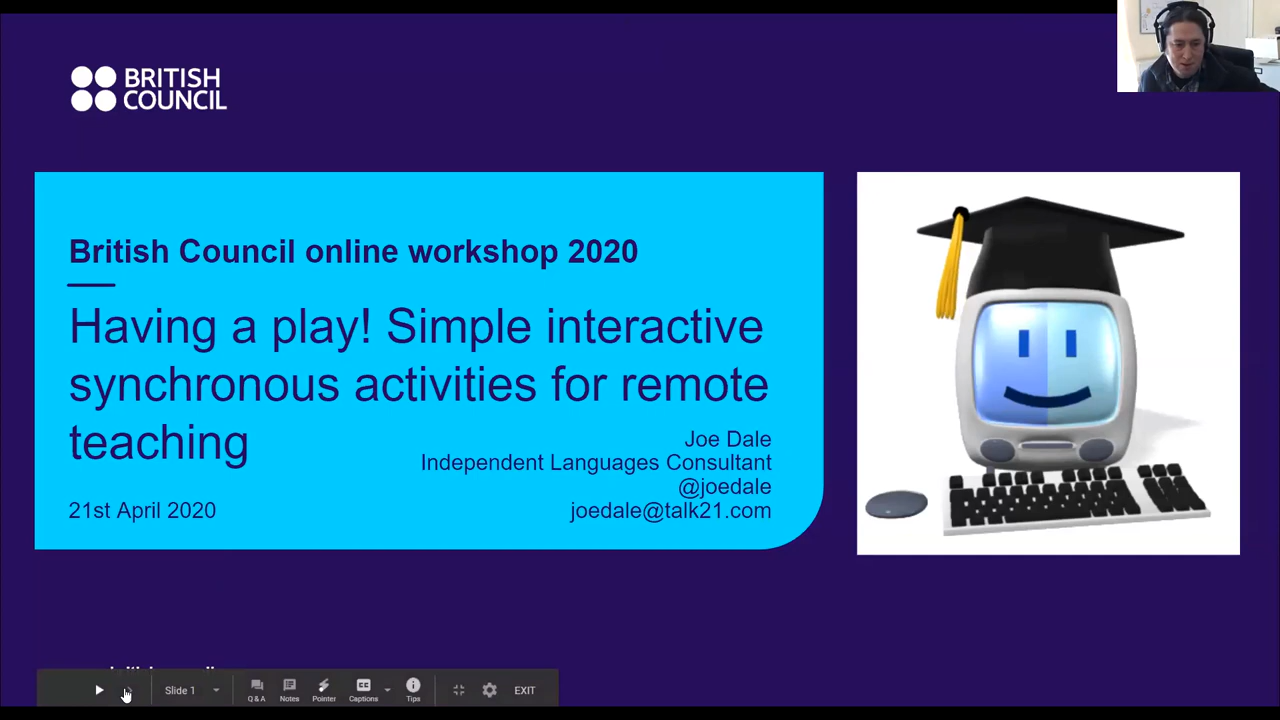 BRITISH
COUNCIL
British Council online workshop 2020
Having a play! Simple interactive
synchronous activities for remote
teaching
Joe Dale
Independent Languages Consultant
@joedale
21st April 2020
joedale@talk21.com
Slide 1
Q & A
Notes
Pointer
Captions
Tips
EXIT